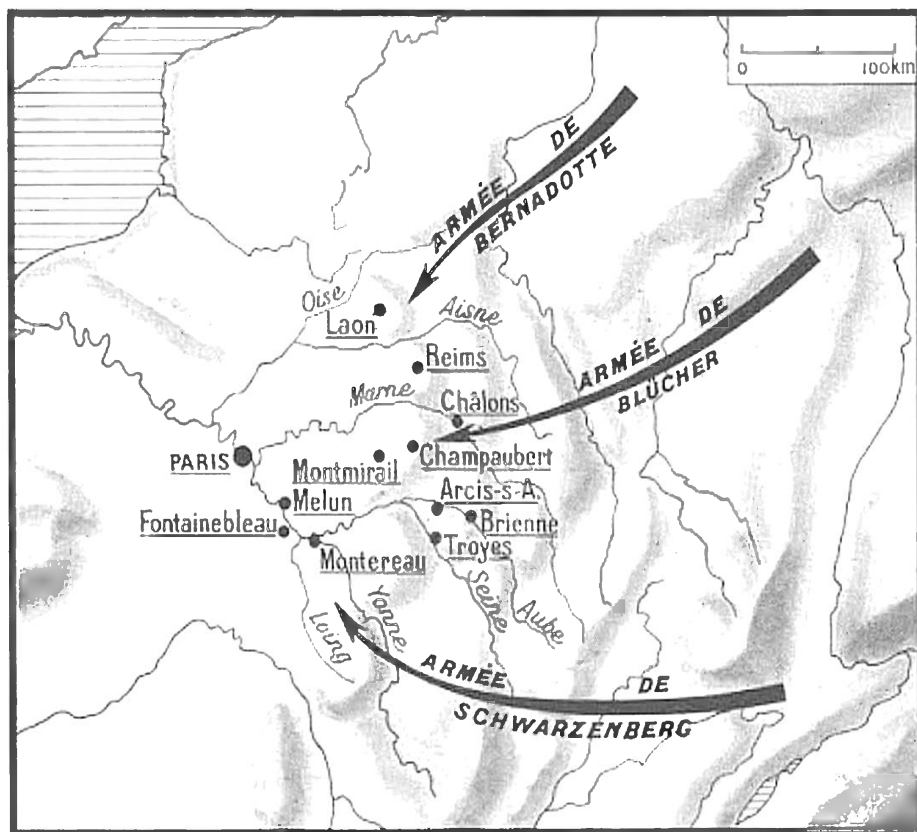 0 100km
ARMÉE DE
BERNADOTTE
Oise
Laon
Aisne
ARMÉE DE
BLÜCHER
Reims
Marne
Châlons
PARIS
Montmirail
Champaubert
Melun
Arcis-s-A.
Brienne
Fontainebleau
Troyes
Montereau
Seine
Yonne
Aube
Loing
ARMÉE DE
SCHWARZENBERG